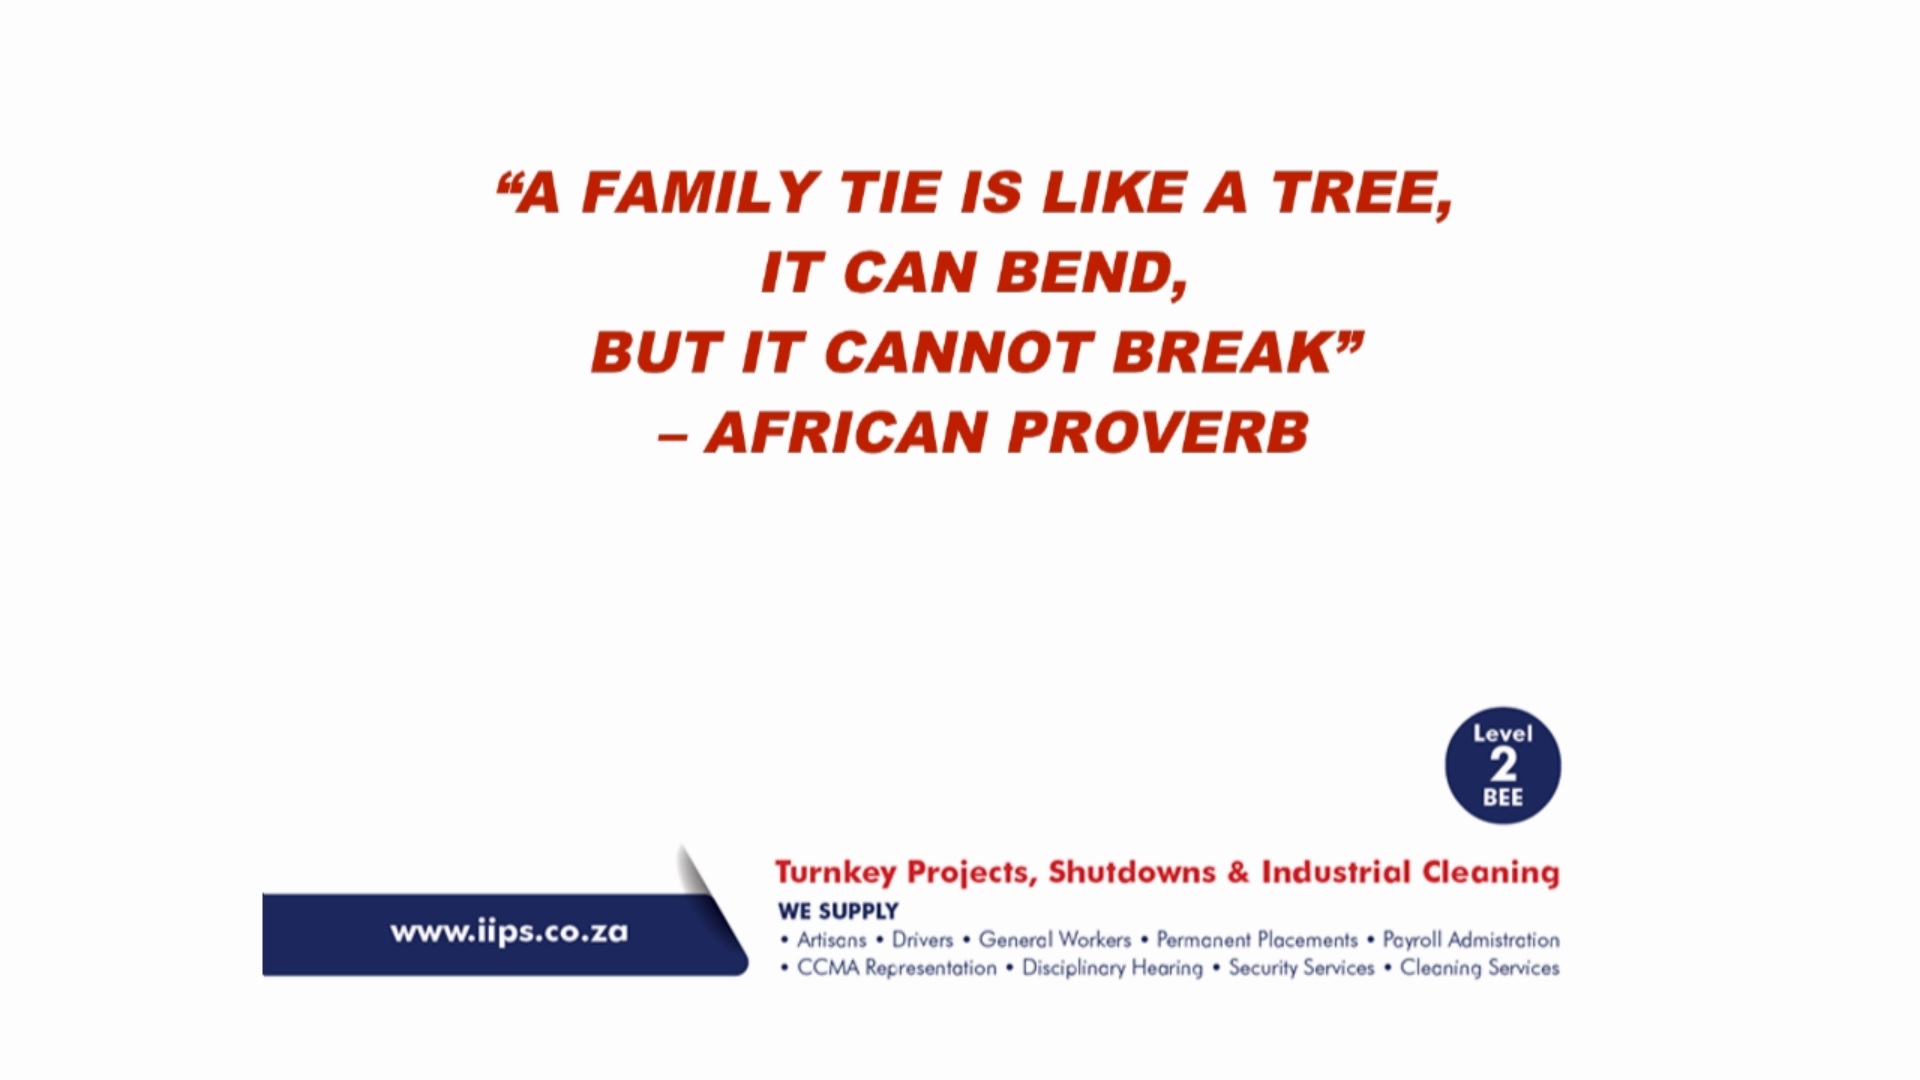 “A FAMILY TIE IS LIKE A TREE,
IT CAN BEND,
BUT IT CANNOT BREAK”
– AFRICAN PROVERB
Level
2
BEE
Turnkey Projects, Shutdowns & Industrial Cleaning
WE SUPPLY
• Artisans • Drivers • General Workers • Permanent Placements • Payroll Admistration
• CCMA Representation • Disciplinary Hearing • Security Services • Cleaning Services
www.iips.co.za